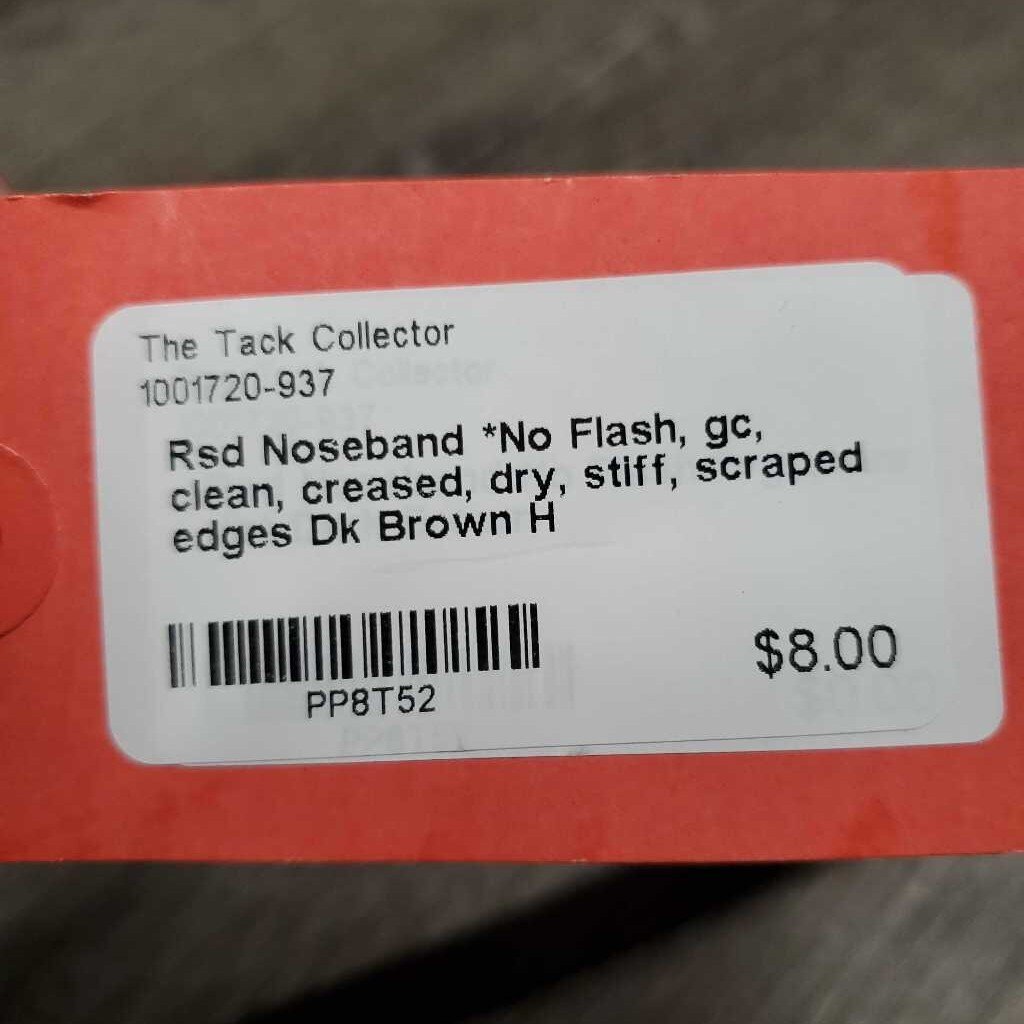 The Tack Collector
1001720-937
Rsd Noseband *No Flash, gc,
clean, creased, dry, stiff, scraped
edges Dk Brown H
PP8T52
$8.00